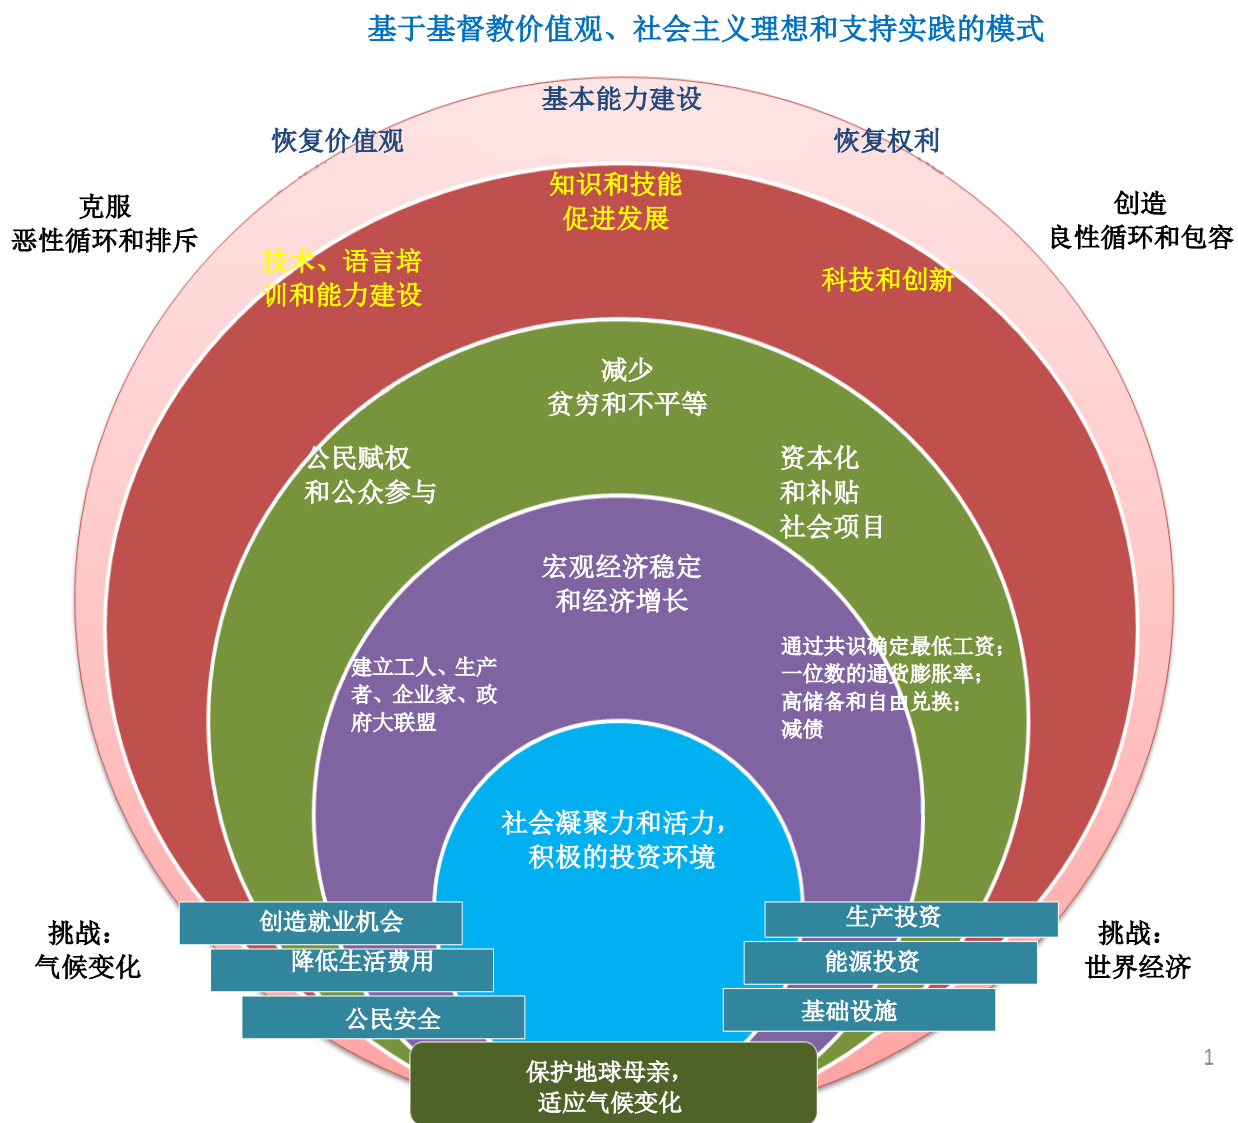 基于基督教价值观、社会主义理想和支持实践的模式
基本能力建设
恢复价值观
恢复权利
克服
恶性循环和排斥
创造
良性循环和包容
知识和技能
促进发展
技术、语言培
训和能力建设
科技和创新
减少
贫穷和不平等
公民赋权
和公众参与
资本化
和补贴
社会项目
宏观经济稳定
和经济增长
建立工人、生产
者、企业家、政
府大联盟
通过共识确定最低工资；
一位数的通货膨胀率；
高储备和自由兑换；
减债
社会凝聚力和活力，
积极的投资环境
创造就业机会
降低生活费用
公民安全
生产投资
能源投资
基础设施
挑战：
气候变化
挑战：
世界经济
保护地球母亲，
适应气候变化
1